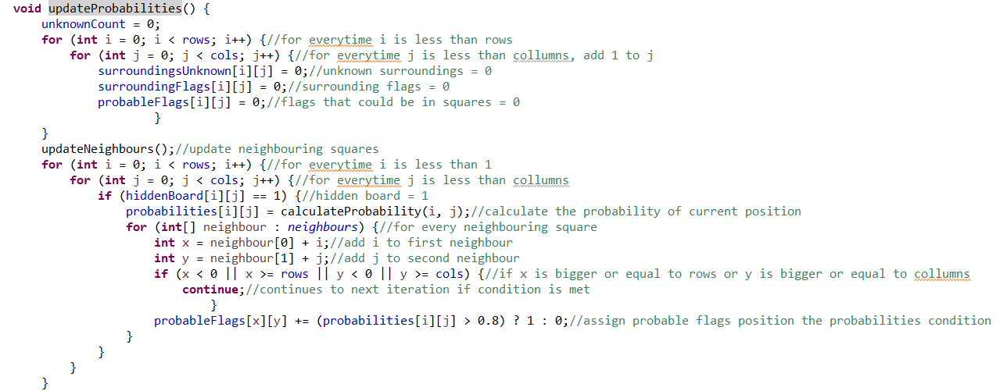 void updateProbabilities() {
    unknownCount = 0;
    for (int i = 0; i < rows; i++) {//for everytime i is less than rows
        for (int j = 0; j < cols; j++) {//for everytime j is less than collumns, add 1 to j
            surroundingsUnknown[i][j] = 0;//unknown surroundings = 0
            surroundingFlags[i][j] = 0;//surrounding flags = 0
            probableFlags[i][j] = 0;//flags that could be in squares = 0
                    }
    }
    updateNeighbours();//update neighbouring squares
    for (int i = 0; i < rows; i++) {//for everytime i is less than 1
        for (int j = 0; j < cols; j++) {//for everytime j is less than collumns
            if (hiddenBoard[i][j] == 1) {//hidden board = 1
                probabilities[i][j] = calculateProbability(i, j);//calculate the probability of current position
                for (int[] neighbour : neighbours) {//for every neighbouring square
                    int x = neighbour[0] + i;//add i to first neighbour
                    int y = neighbour[1] + j;//add j to second neighbour
                    if (x < 0 || x >= rows || y < 0 || y >= cols) {//if x is bigger or equal to rows or y is bigger or equal to collumns
                        continue;//continues to next iteration if condition is met
                            }
                    probableFlags[x][y] += (probabilities[i][j] > 0.8) ? 1 : 0;//assign probable flags position the probabilities condition
                }
            }
        }
    }